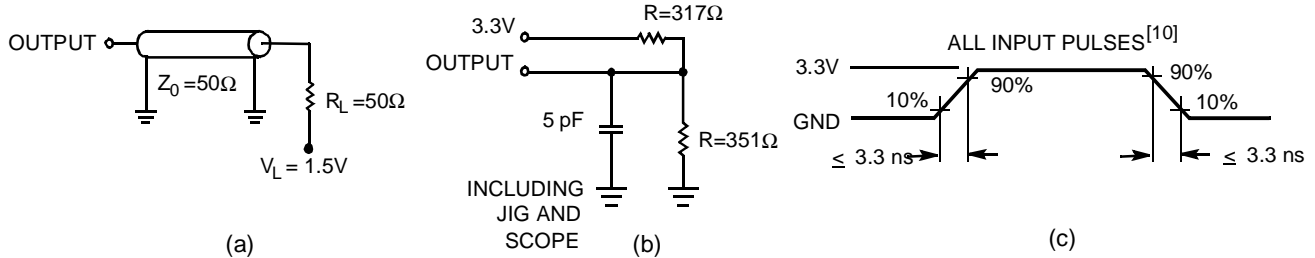 OUTPUT
Z0 =50Ω
RL =50Ω
VL = 1.5V
(a)
R=317Ω
3.3V
OUTPUT
5 pF
R=351Ω
INCLUDING
JIG AND
SCOPE
(b)
ALL INPUT PULSES[10]
3.3V
90%
90%
10%
10%
GND
≤ 3.3 ns
≤ 3.3 ns
(c)